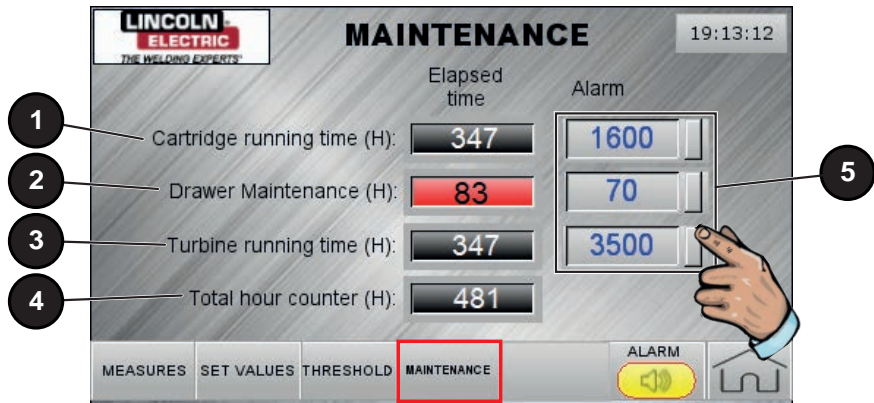 LINCOLN
ELECTRIC
THE WELDING EXPERTS®
MAINTENANCE
19:13:12
Elapsed
time
Alarm
1
Cartridge running time (H):
347
1600
2
Drawer Maintenance (H):
83
70
5
3
Turbine running time (H):
347
3500
4
Total hour counter (H):
481
MEASURES
SET VALUES
THRESHOLD
MAINTENANCE
ALARM